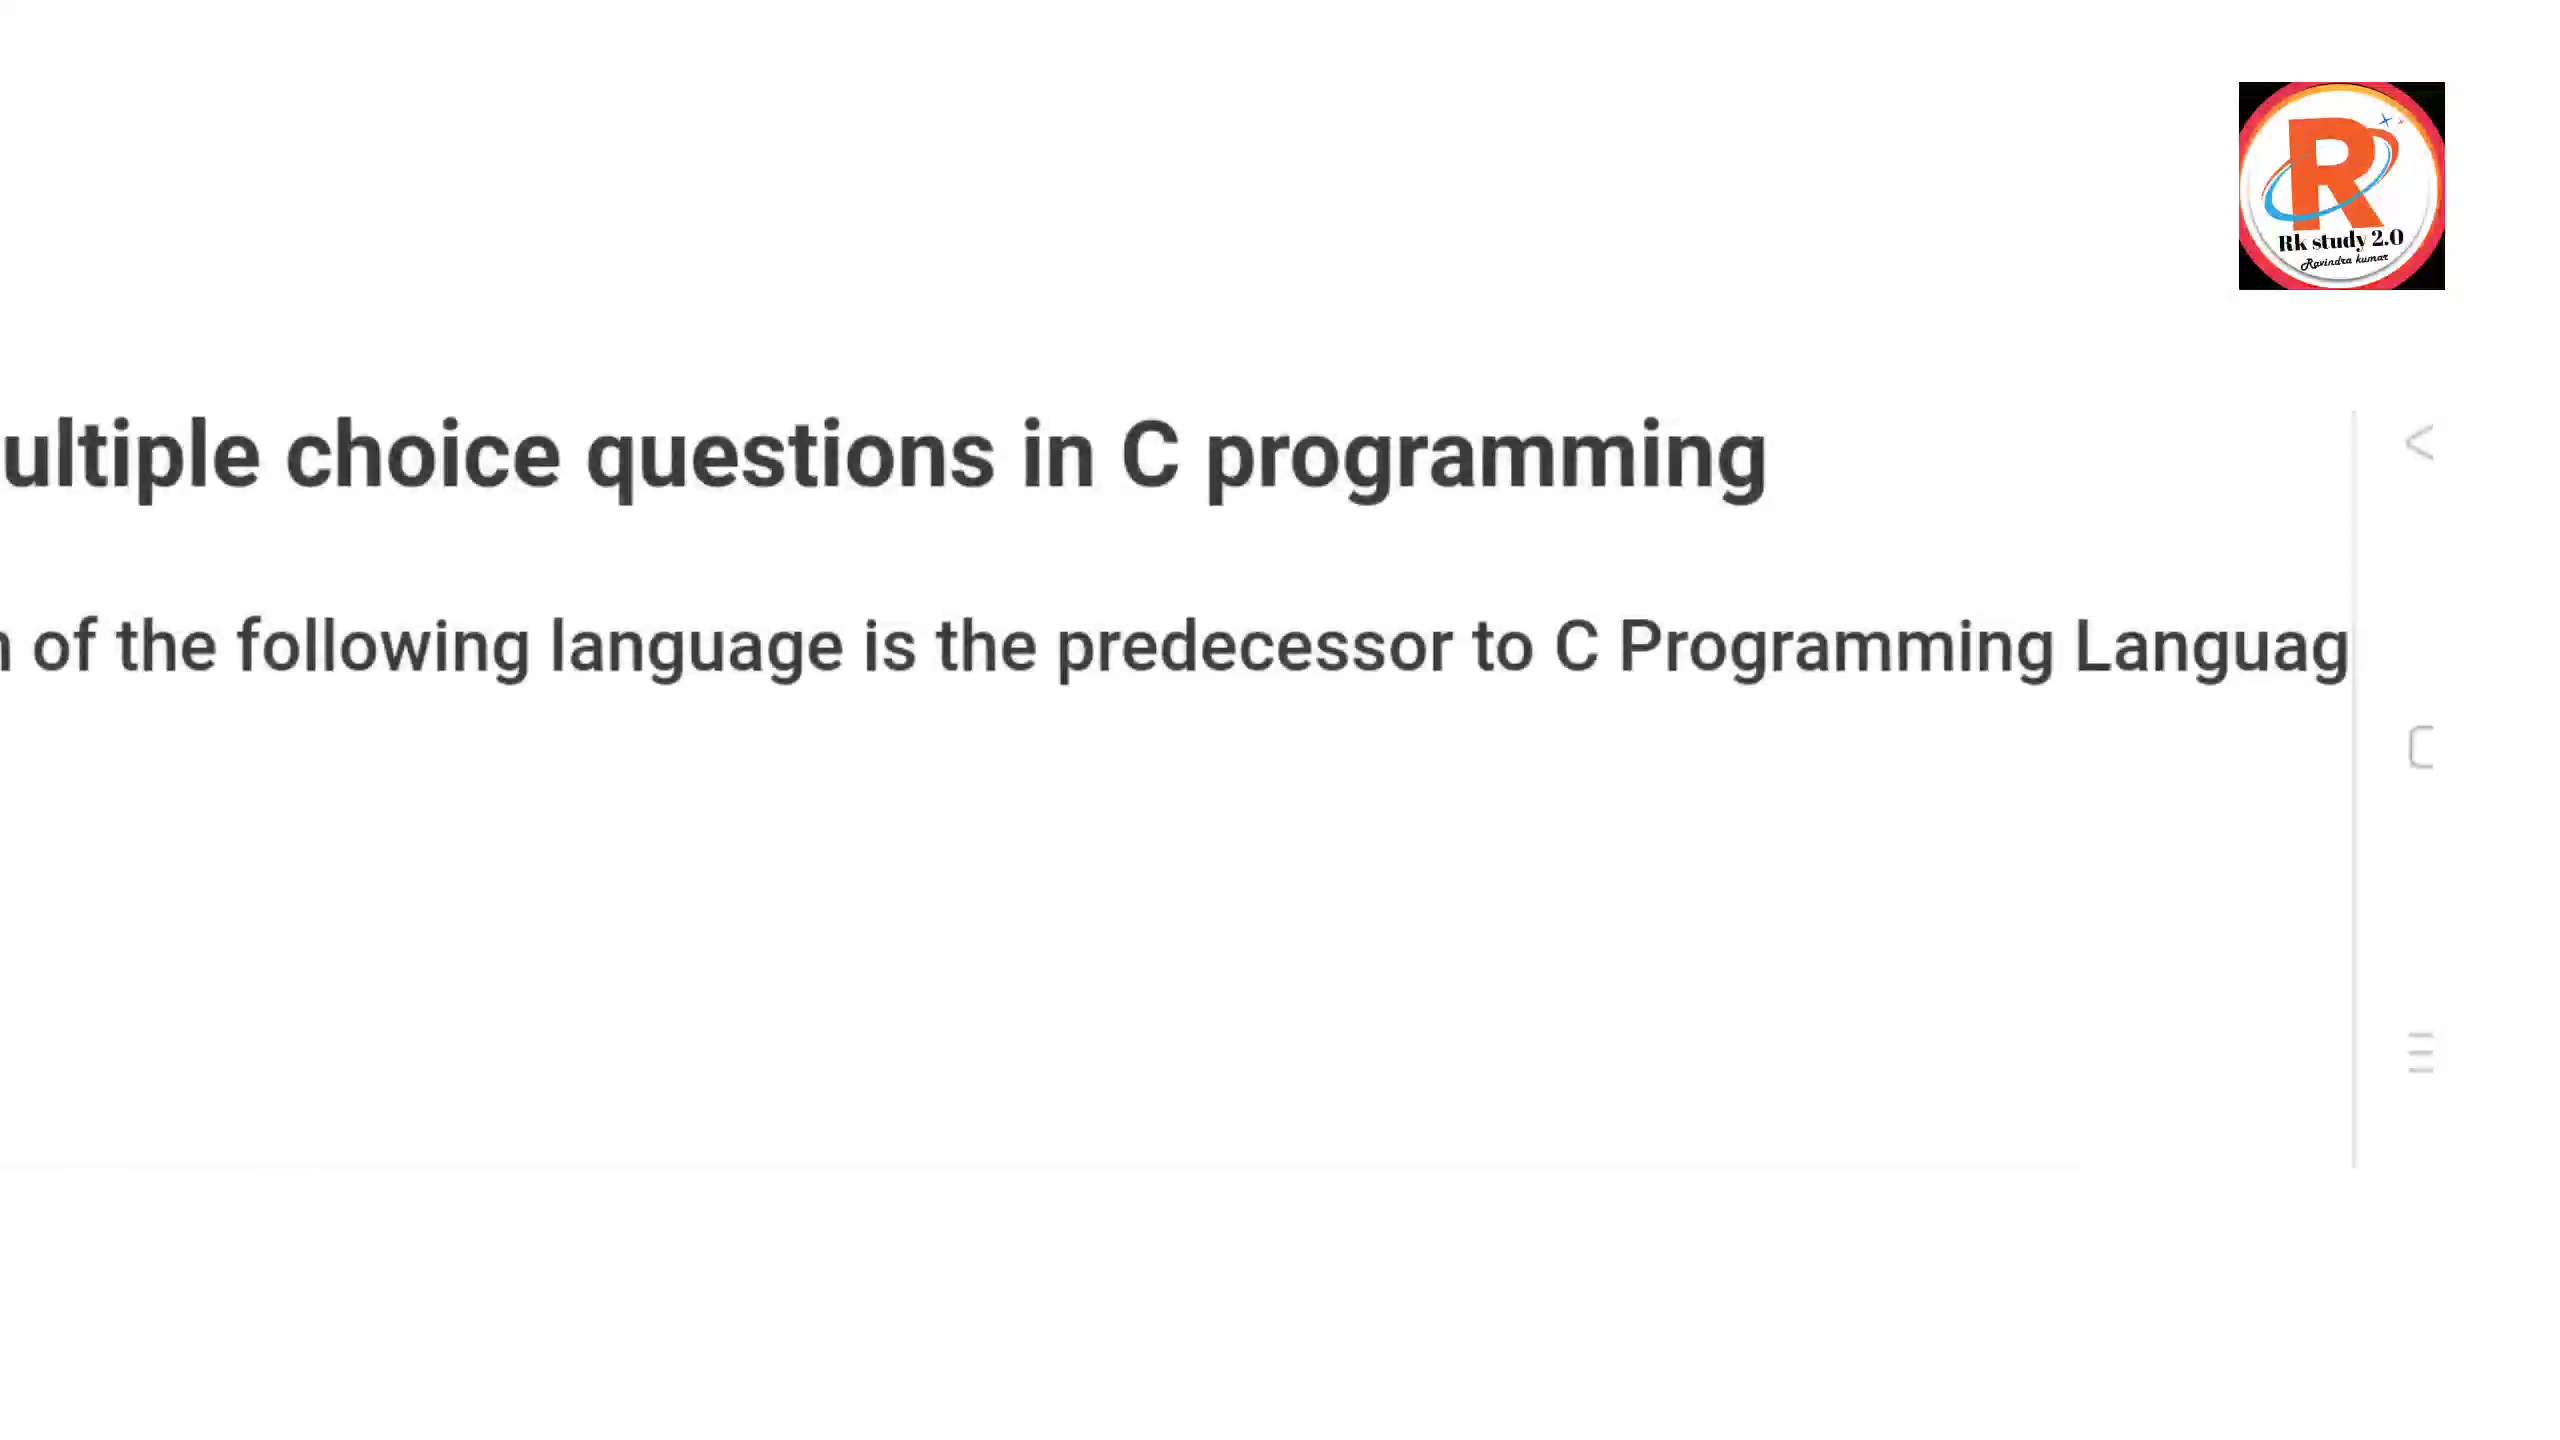 R
Rk study 2.0
Ravindra kumar
ultiple choice questions in C programming
of the following language is the predecessor to C Programming Languag